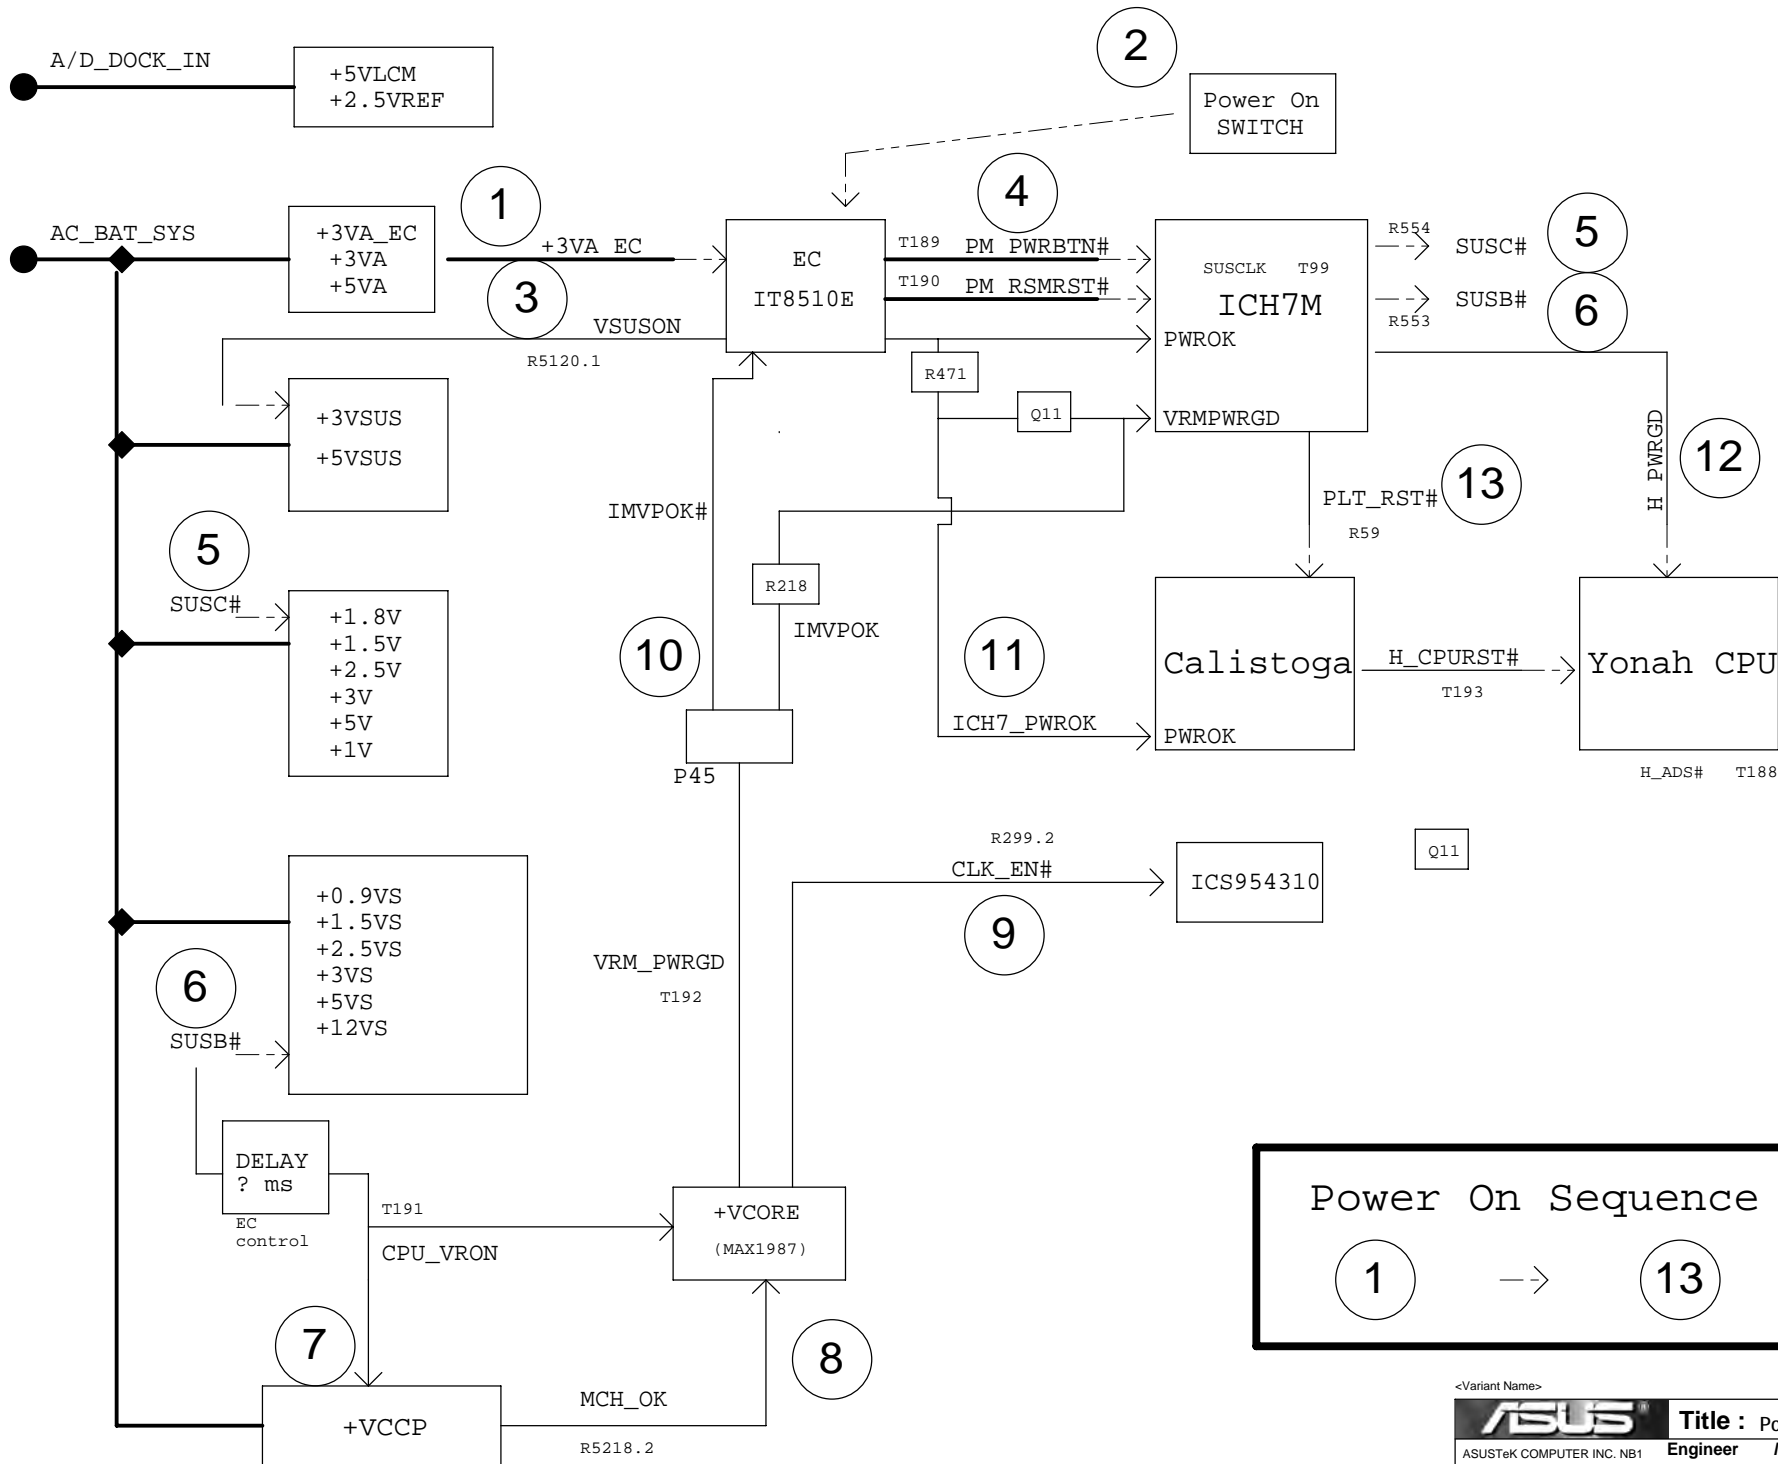 2
A/D_DOCK_IN
+5VLCM
+2.5VREF
Power On
SWITCH
1
4
AC_BAT_SYS
+3VA_EC
+3VA
+5VA
+3VA EC
3
VSUSON
R5120.1
EC
IT8510E
T189 PM PWRBTN#
T190 PM RSMRST#
SUSCLK T99
ICH7M
PWROK
VRMPWRGD
R554
SUSC#
5
SUSB#
R553
6
R471
Q11
+3VSUS
+5VSUS
IMVPOK#
PLT_RST#
13
R59
H PWRGD
12
5
SUSC#
+1.8V
+1.5V
+2.5V
+3V
+5V
+1V
R218
IMVPOK
10
11
ICH7_PWROK
Calistoga
PWROK
H_CPURST#
T193
Yonah CPU
H_ADS# T188
P45
R299.2
CLK_EN#
9
ICS954310
Q11
+0.9VS
+1.5VS
+2.5VS
+3VS
+5VS
+12VS
6
SUSB#
VRM_PWRGD
T192
DELAY
? ms
EC
control
T191
CPU_VRON
+VCORE
(MAX1987)
7
8
+VCCP
MCH_OK
R5218.2
Power On Sequence
1
13
<Variant Name>
ASUS
Title : Po
ASUSTeK COMPUTER INC. NB1
Engineer